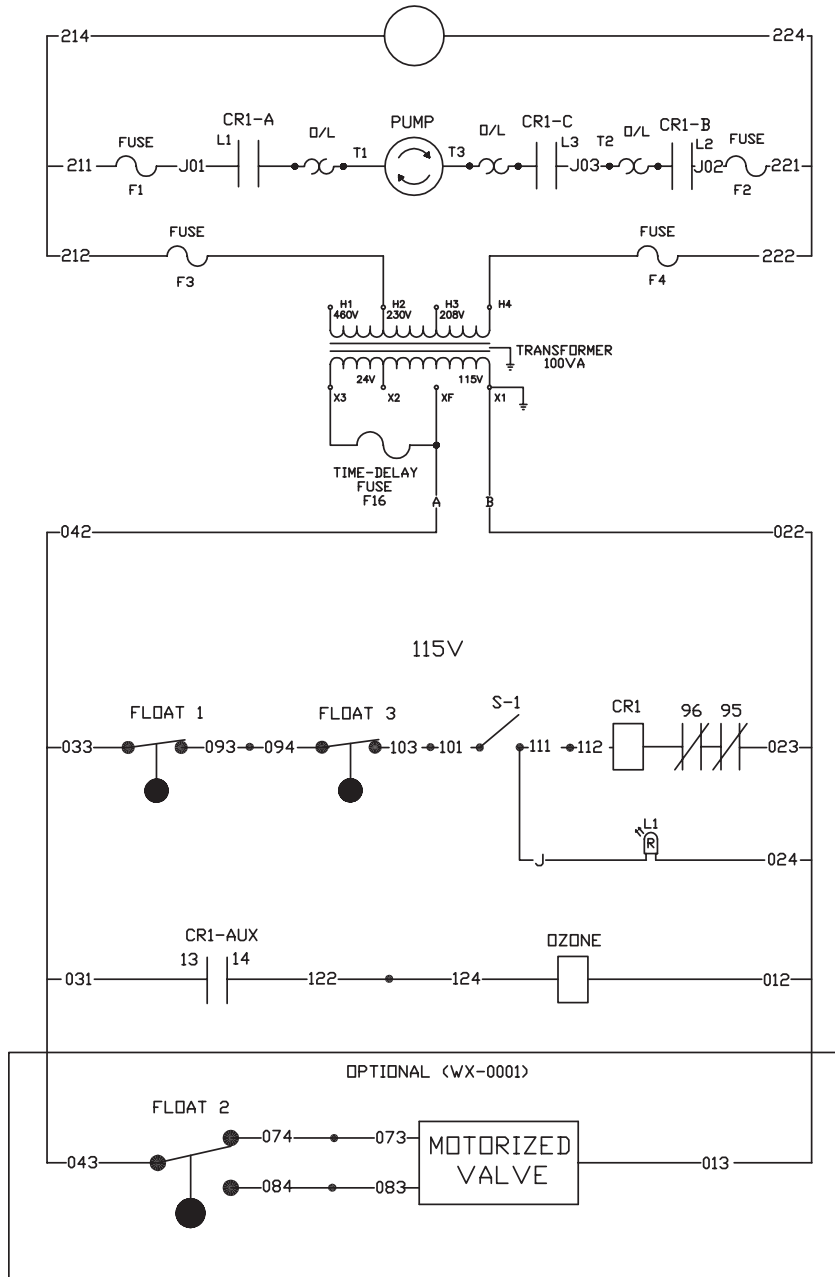 214 224
CR1-A O/L PUMP O/L CR1-C O/L CR1-B
FUSE L1 L3 T2 L2 FUSE
211 J01 T1 T3 J03 J02 221
F1 F2
FUSE FUSE
212 222
F3 F4
H1 H2 H3 H4
460V 230V 208V
TRANSFORMER
100VA
24V 115V
X3 X2 XF X1
TIME-DELAY
FUSE
F16
A B
042 022
115V
FLOAT 1 FLOAT 3 S-1 CR1 96 95
033 093 094 103 101 111 112 023
L1
R
J 024
CR1-AUX OZONE
13 14
031 122 124 012
OPTIONAL (WX-0001)
FLOAT 2
074 073 MOTORIZED
043 VALVE 013
084 083